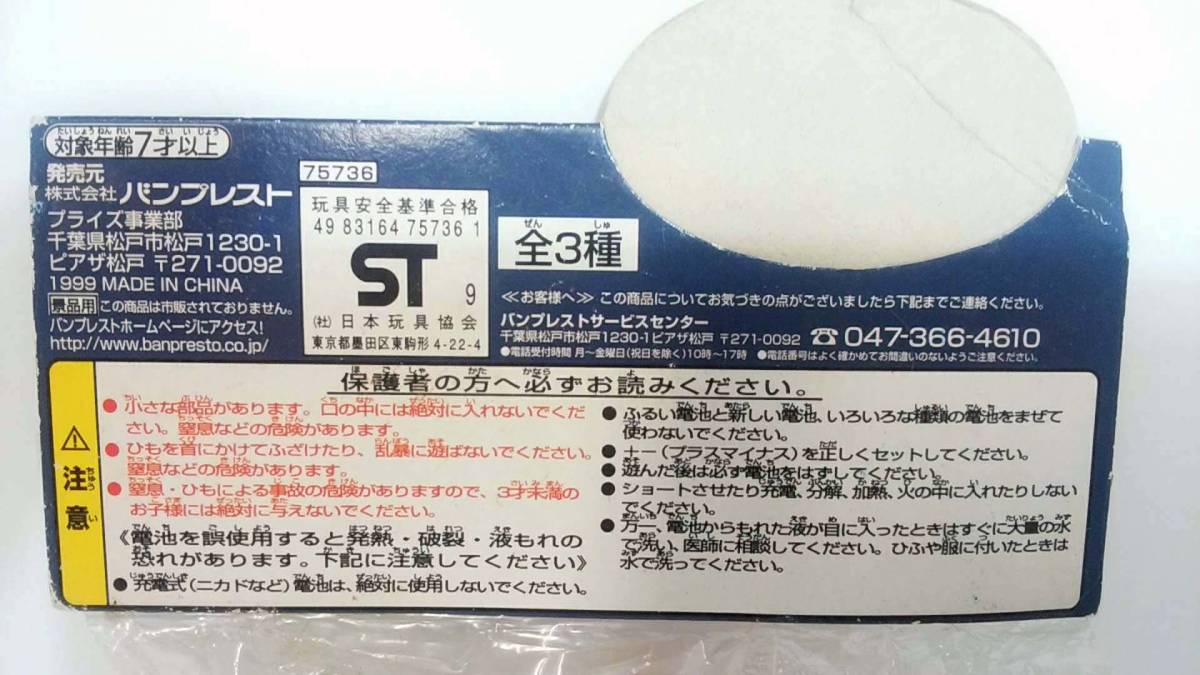 対象年齢7才以上
発売元
株式会社バンプレスト
プライズ事業部
千葉県松戸市松戸1230-1
ピアザ松戸 〒271-0092
1999 MADE IN CHINA
景品用 この商品は市販されておりません。
バンプレストホームページにアクセス!
http://www.banpresto.co.jp/
75736
玩具安全基準合格
49 83164 75736 1
ST 9
(社)日本玩具協会
東京都墨田区東駒形4-22-4
全3種
≪お客様へ≫ この商品についてお気づきの点がございましたら下記までご連絡ください。
バンプレストサービスセンター
千葉県松戸市松戸1230-1ピアザ松戸 〒271-0092 ☎047-366-4610
●電話受付時間 月〜金曜日(祝日を除く)10時〜17時 ●電話番号はよく確かめてお間違いのないようご注意ください。
⚠注意
保護者の方へ必ずお読みください。
● 小さな部品があります。口の中には絶対に入れないでくだ
さい。窒息などの危険があります。
● ひもを首にかけてふざけたり、乱暴に遊ばないでください。
窒息などの危険があります。
● 窒息・ひもによる事故の危険がありますので、3才未満の
お子様には絶対に与えないでください。
《電池を誤使用すると発熱・破裂・液もれの
恐れがあります。下記に注意してください》
● 充電式(ニカドなど)電池は、絶対に使用しないでください。
● ふるい電池と新しい電池、いろいろな種類の電池をまぜて
使わないでください。
● +−(プラスマイナス)を正しくセットしてください。
● 遊んだ後は必ず電池をはずしてください。
● ショートさせたり充電、分解、加熱、火の中に入れたりしない
でください。
● 万一、電池からもれた液が目に入ったときはすぐに大量の水
で洗い、医師に相談してください。ひふや服に付いたときは
水で洗ってください。